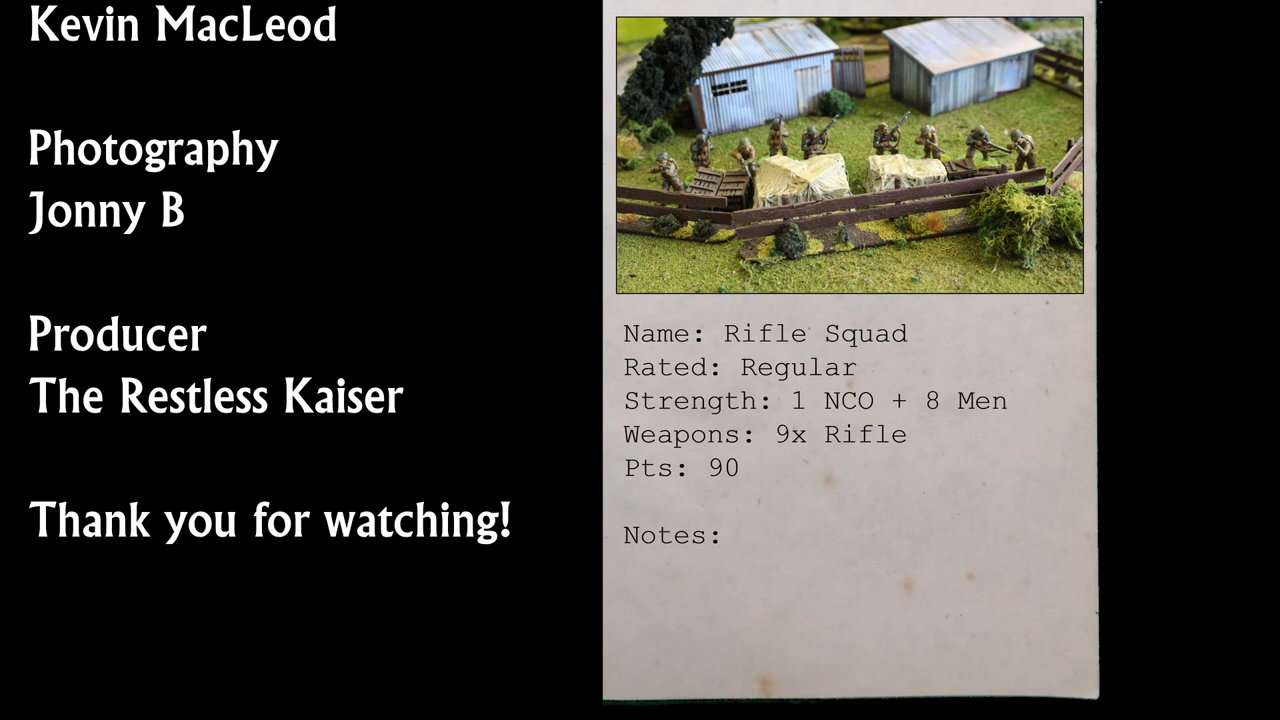 Kevin MacLeod
Photography
Jonny B
Producer
The Restless Kaiser
Thank you for watching!
Name: Rifle Squad
Rated: Regular
Strength: 1 NCO + 8 Men
Weapons: 9x Rifle
Pts: 90
Notes: